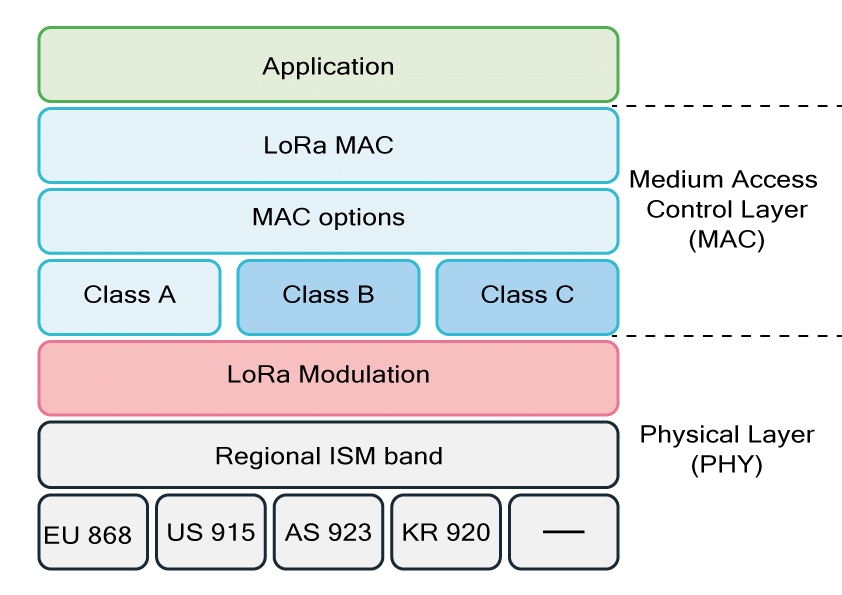 Application
LoRa MAC
MAC options
Class A
Class B
Class C
Medium Access
Control Layer
(MAC)
LoRa Modulation
Regional ISM band
EU 868
US 915
AS 923
KR 920
—
Physical Layer
(PHY)